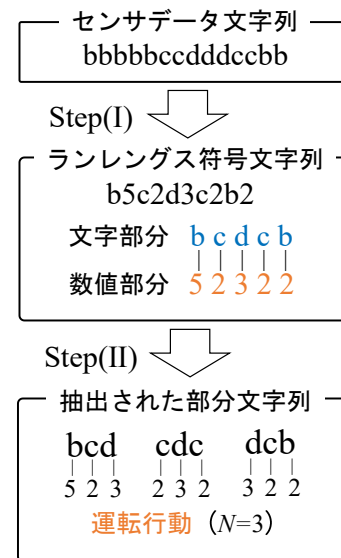 センサデータ文字列
bbbbbccdddccbb
Step(I)
ランレングス符号文字列
b5c2d3c2b2
文字部分 b c d c b
数値部分 5 2 3 2 2
Step(II)
抽出された部分文字列
bcd cdc dcb
5 2 3 2 3 2 3 2 2
運転行動（N=3）